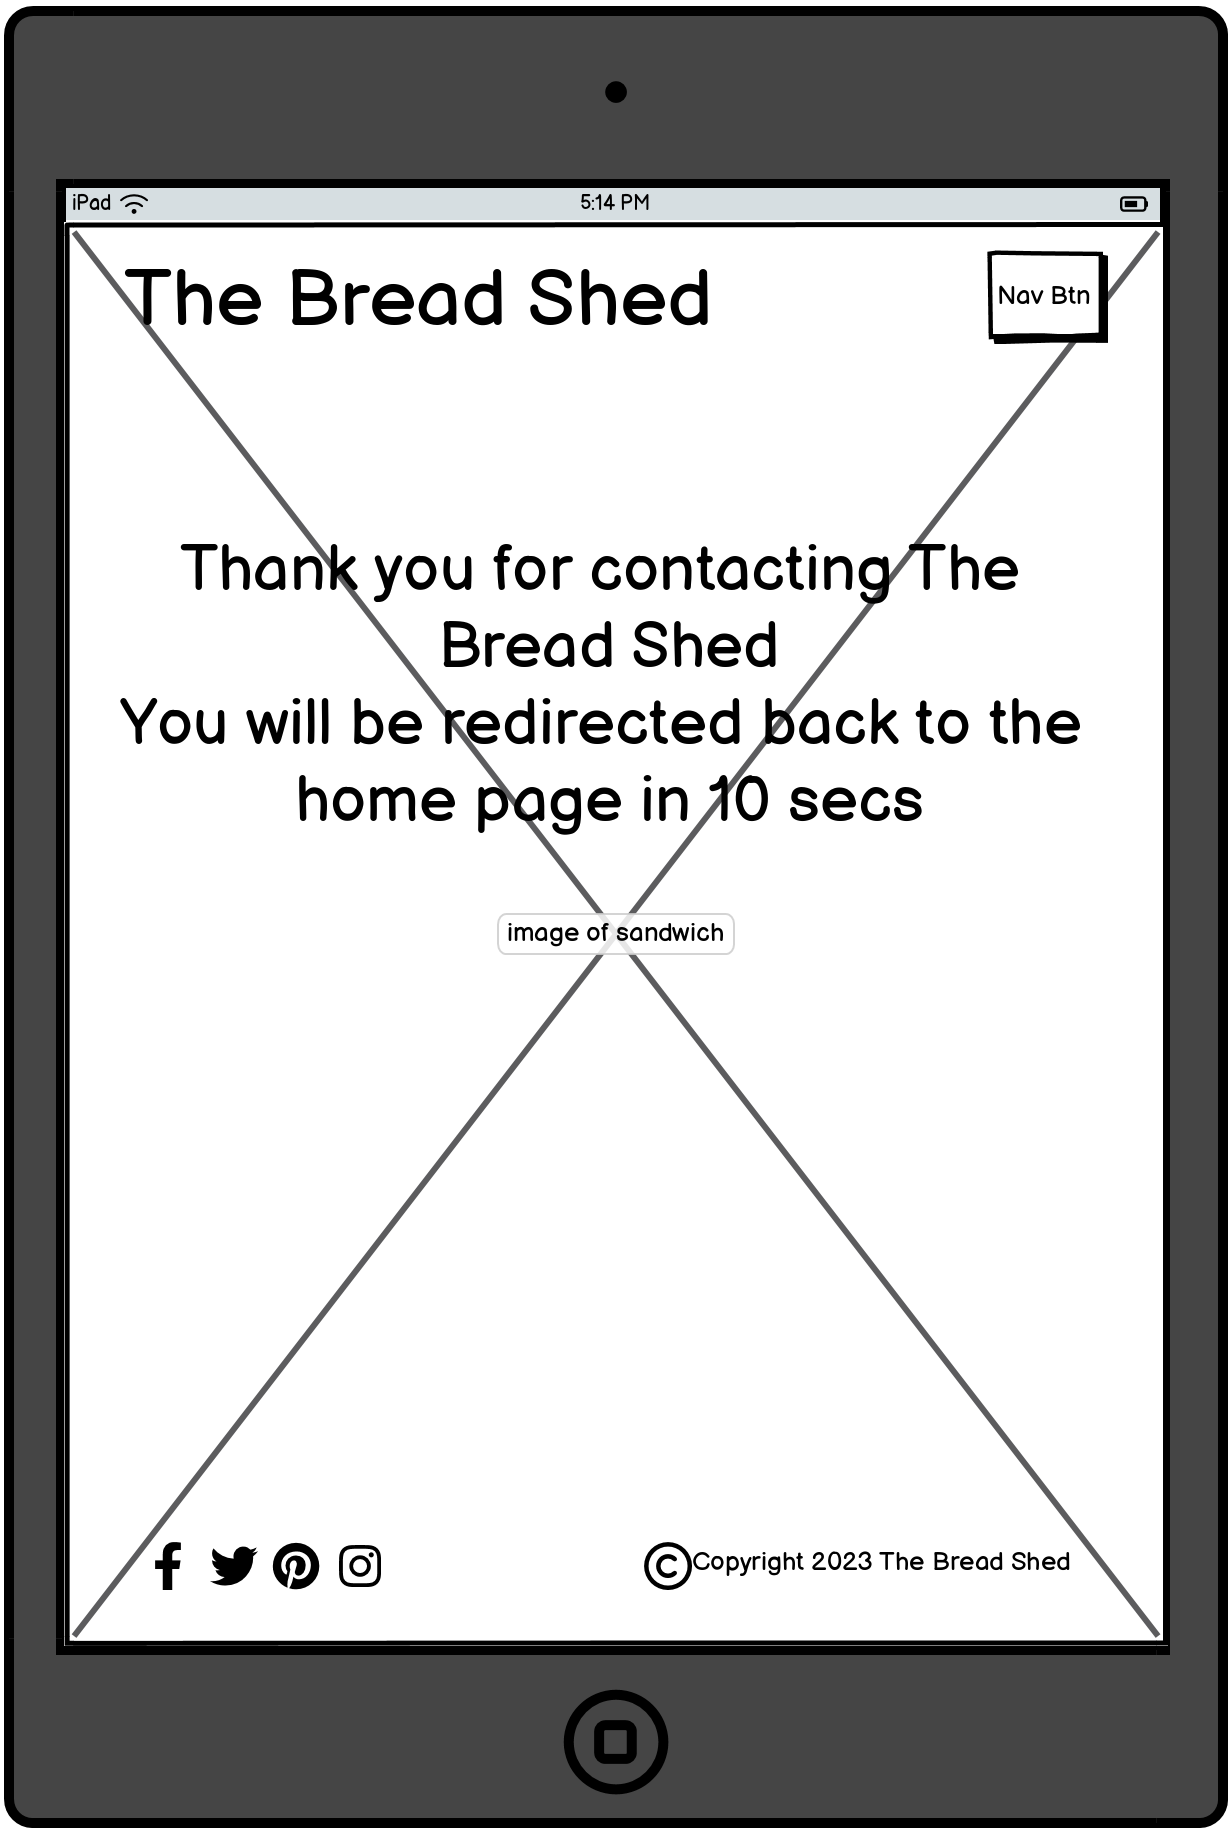 iPad 5:14 PM
The Bread Shed
Nav Btn
Thank you for contacting The
Bread Shed
You will be redirected back to the
home page in 10 secs
image of sandwich
©Copyright 2023 The Bread Shed